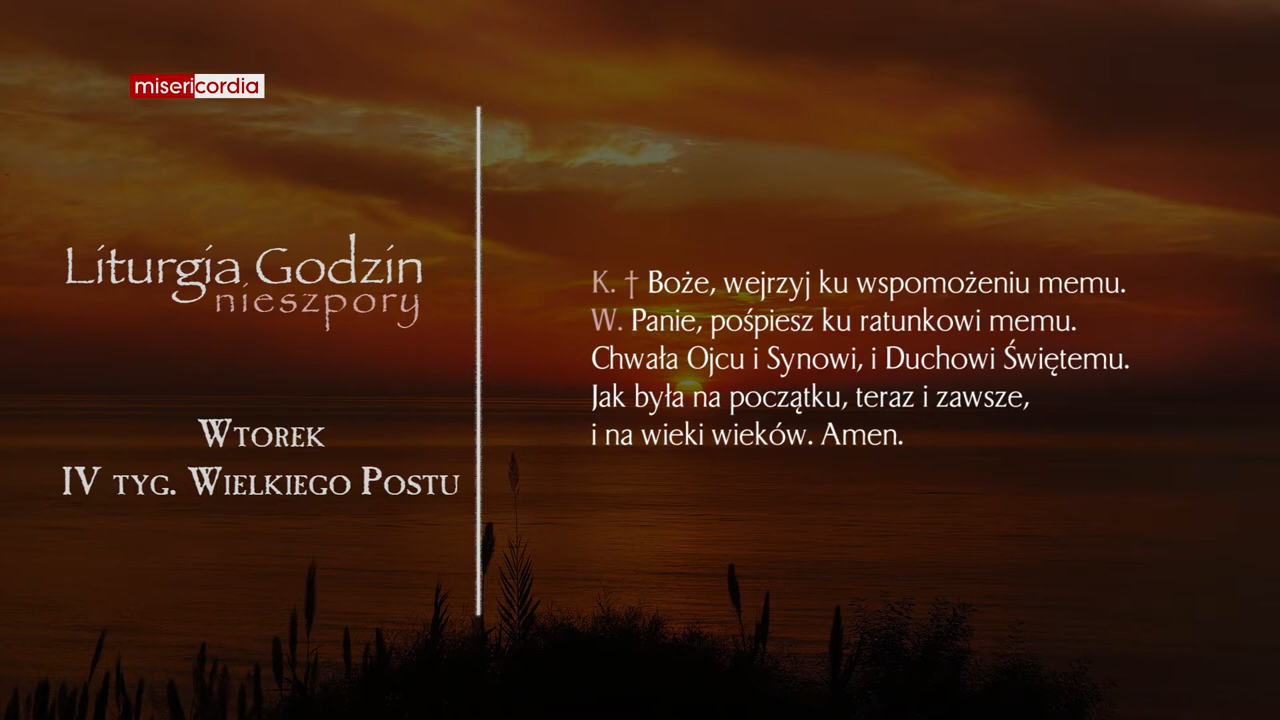 misericordia
Liturgia Godzin
nieszpory
Wtorek
IV tyg. Wielkiego Postu
K. † Boże, wejrzyj ku wspomożeniu memu.
W. Panie, pośpiesz ku ratunkowi memu.
Chwała Ojcu i Synowi, i Duchowi Świętemu.
Jak była na początku, teraz i zawsze,
i na wieki wieków. Amen.